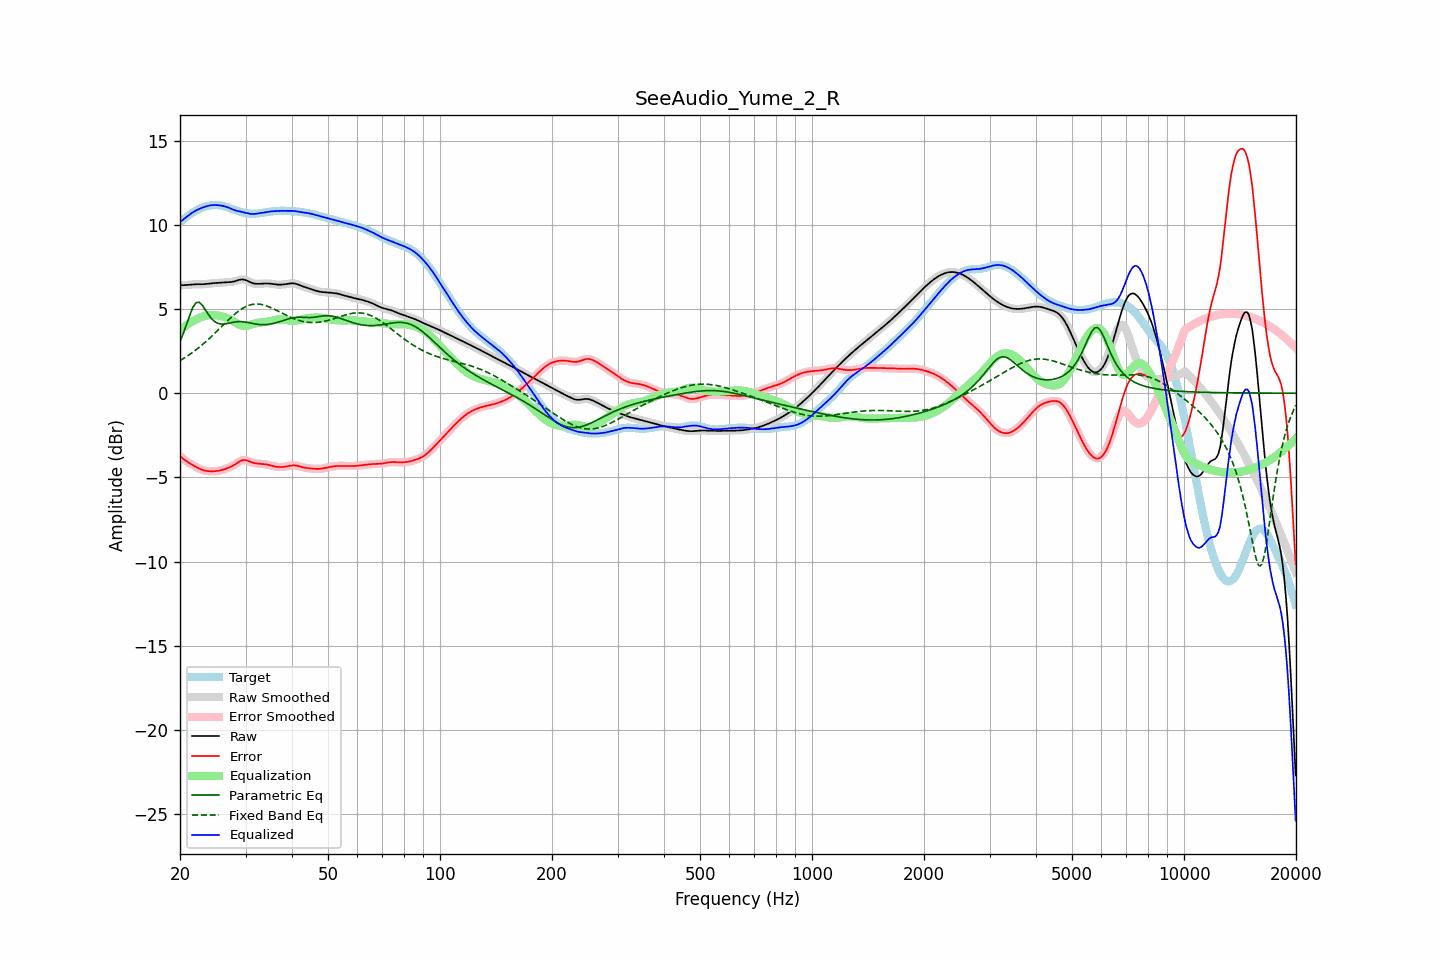 SeeAudio_Yume_2_R
Amplitude (dBr)
15
10
5
0
−5
−10
−15
−20
−25
Target
Raw Smoothed
Error Smoothed
Raw
Error
Equalization
Parametric Eq
Fixed Band Eq
Equalized
20 50 100 200 500 1000 2000 5000 10000 20000
Frequency (Hz)